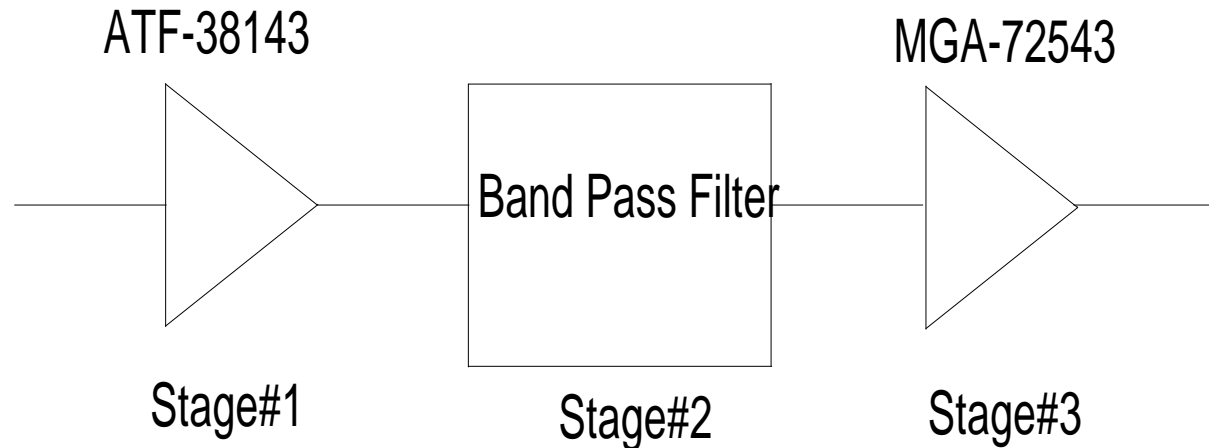 ATF-38143
MGA-72543
Band Pass Filter
Stage#1
Stage#2
Stage#3